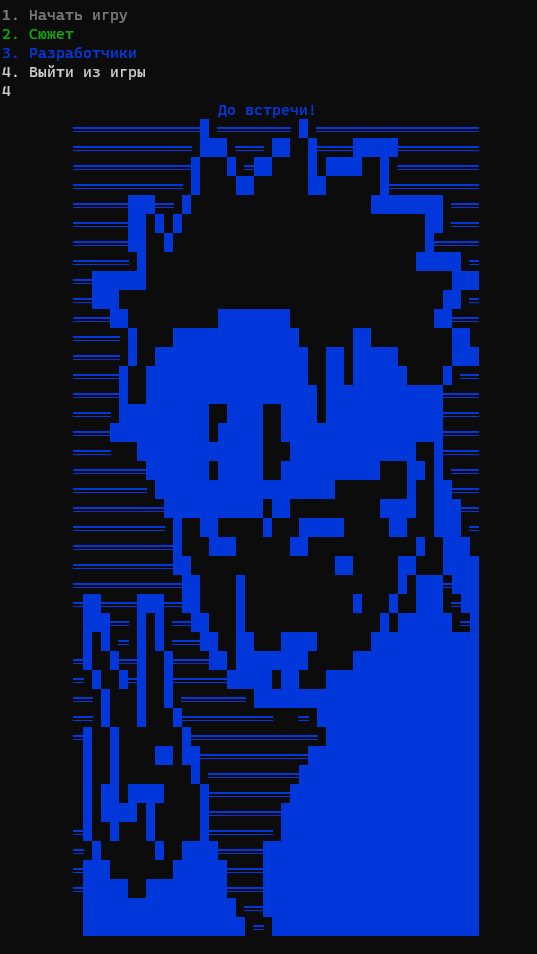 1. Начать игру
2. Сюжет
3. Разработчики
4. Выйти из игры
4
До встречи!